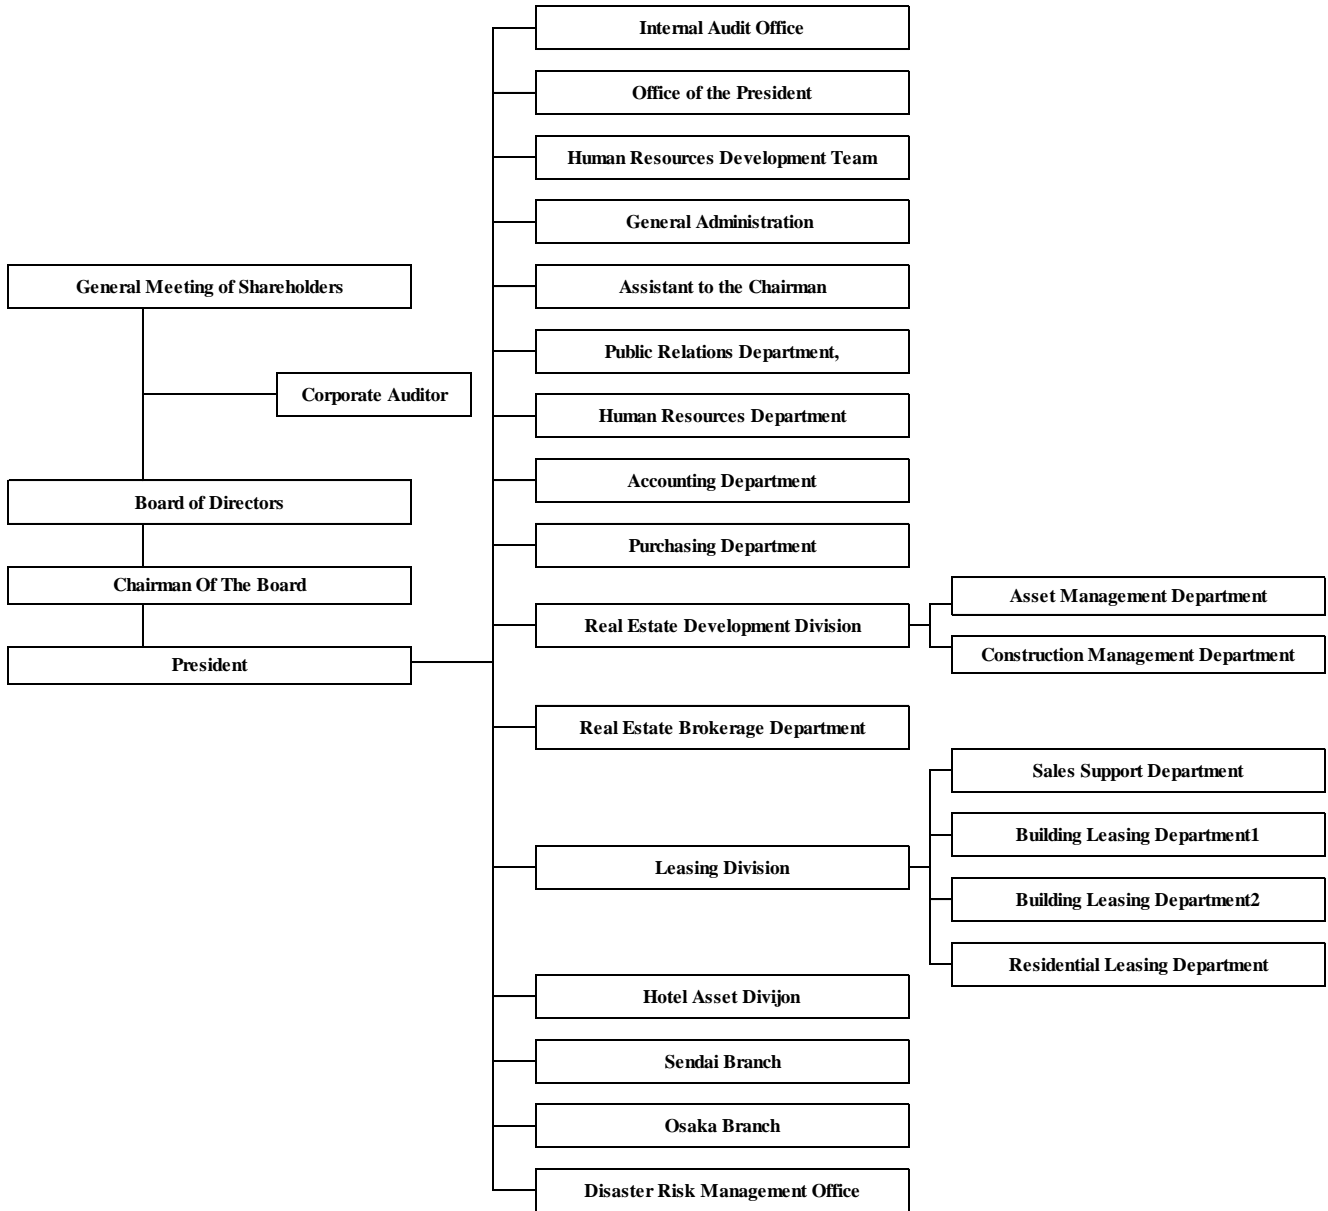 General Meeting of Shareholders
Corporate Auditor
Board of Directors
Chairman Of The Board
President
Internal Audit Office
Office of the President
Human Resources Development Team
General Administration
Assistant to the Chairman
Public Relations Department,
Human Resources Department
Accounting Department
Purchasing Department
Real Estate Development Division
Asset Management Department
Construction Management Department
Real Estate Brokerage Department
Leasing Division
Sales Support Department
Building Leasing Department1
Building Leasing Department2
Residential Leasing Department
Hotel Asset Divijon
Sendai Branch
Osaka Branch
Disaster Risk Management Office